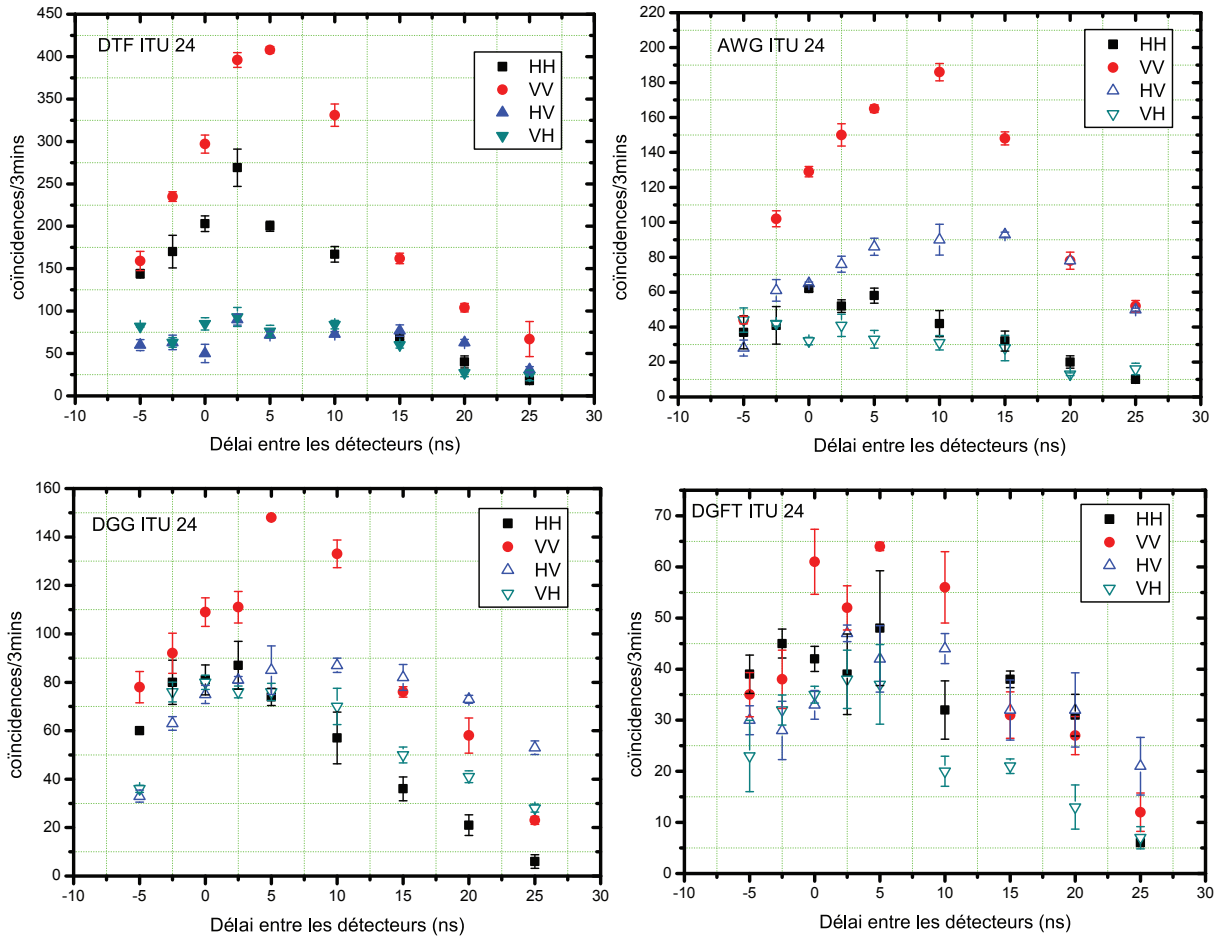 DTF ITU 24
HH
VV
HV
VH
coïncidences/3mins
450
400
350
300
250
200
150
100
50
0
-10 -5 0 5 10 15 20 25 30
Délai entre les détecteurs (ns)
AWG ITU 24
HH
VV
HV
VH
coïncidences/3mins
220
200
180
160
140
120
100
80
60
40
20
0
-10 -5 0 5 10 15 20 25 30
Délai entre les détecteurs (ns)
DGG ITU 24
HH
VV
HV
VH
coïncidences/3mins
160
140
120
100
80
60
40
20
0
-10 -5 0 5 10 15 20 25 30
Délai entre les détecteurs (ns)
DGFT ITU 24
HH
VV
HV
VH
coïncidences/3mins
70
60
50
40
30
20
10
0
-10 -5 0 5 10 15 20 25 30
Délai entre les détecteurs (ns)